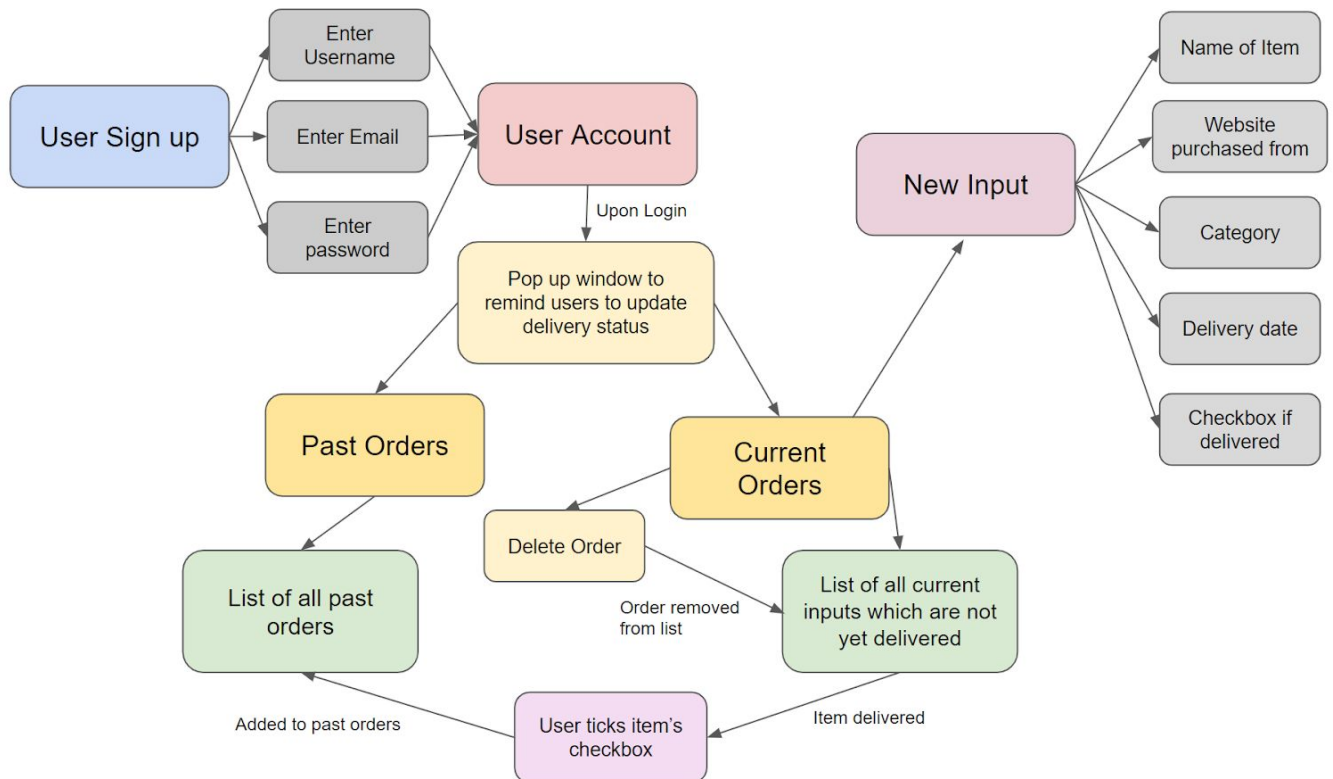 Enter
Username
Name of Item
User Sign up
Enter Email
User Account
Website
purchased from
New Input
Enter
password
Upon Login
Category
Pop up window to
remind users to update
delivery status
Delivery date
Past Orders
Current
Orders
Checkbox if
delivered
Delete Order
List of all past
orders
Order removed
from list
List of all current
inputs which are not
yet delivered
Added to past orders
User ticks item's
checkbox
Item delivered